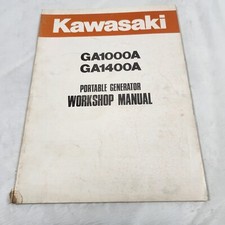 Kawasaki
GA1000A
GA1400A
PORTABLE GENERATOR
WORKSHOP MANUAL